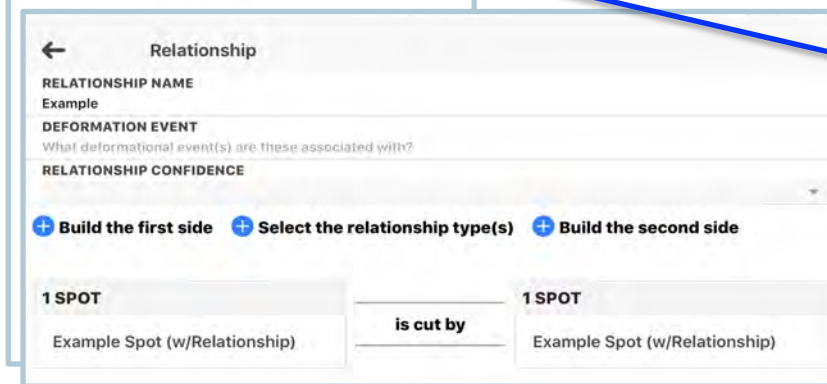 Relationship
RELATIONSHIP NAME
Example
DEFORMATION EVENT
What deformational event(s) are these associated with?
RELATIONSHIP CONFIDENCE
Build the first side Select the relationship type(s) Build the second side
1 SPOT 1 SPOT
is cut by
Example Spot (w/Relationship) Example Spot (w/Relationship)